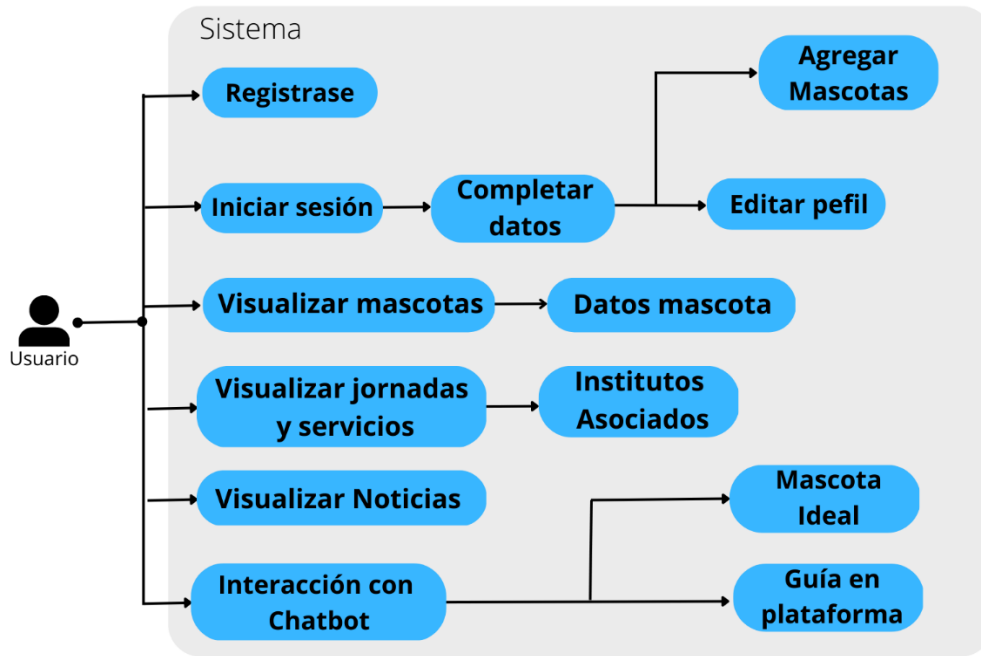 Sistema
Registrase
Agregar
Mascotas
Iniciar sesión
Completar
datos
Editar pefil
Visualizar mascotas
Datos mascota
Usuario
Visualizar jornadas
y servicios
Institutos
Asociados
Visualizar Noticias
Mascota
Ideal
Interacción con
Chatbot
Guía en
plataforma